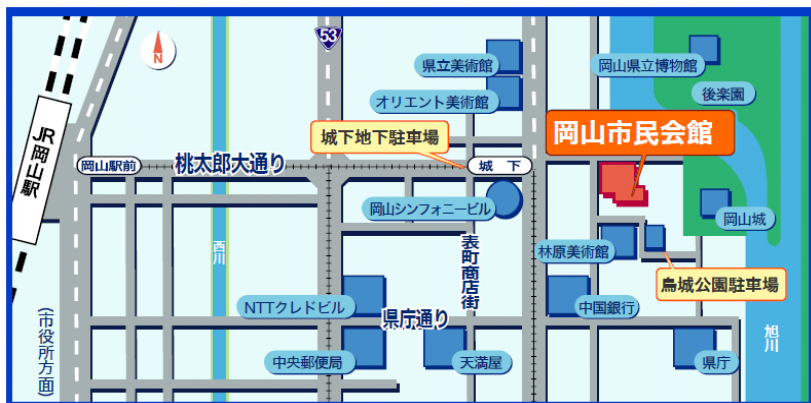 53
N
県立美術館
岡山県立博物館
オリエント美術館
後楽園
岡山市民会館
城下地下駐車場
JR岡山駅
岡山駅前
桃太郎大通り
城下
岡山シンフォニービル
岡山城
西川
表町商店街
林原美術館
烏城公園駐車場
NTTクレドビル
県庁通り
中国銀行
旭川
(市役所方面)
中央郵便局
天満屋
県庁